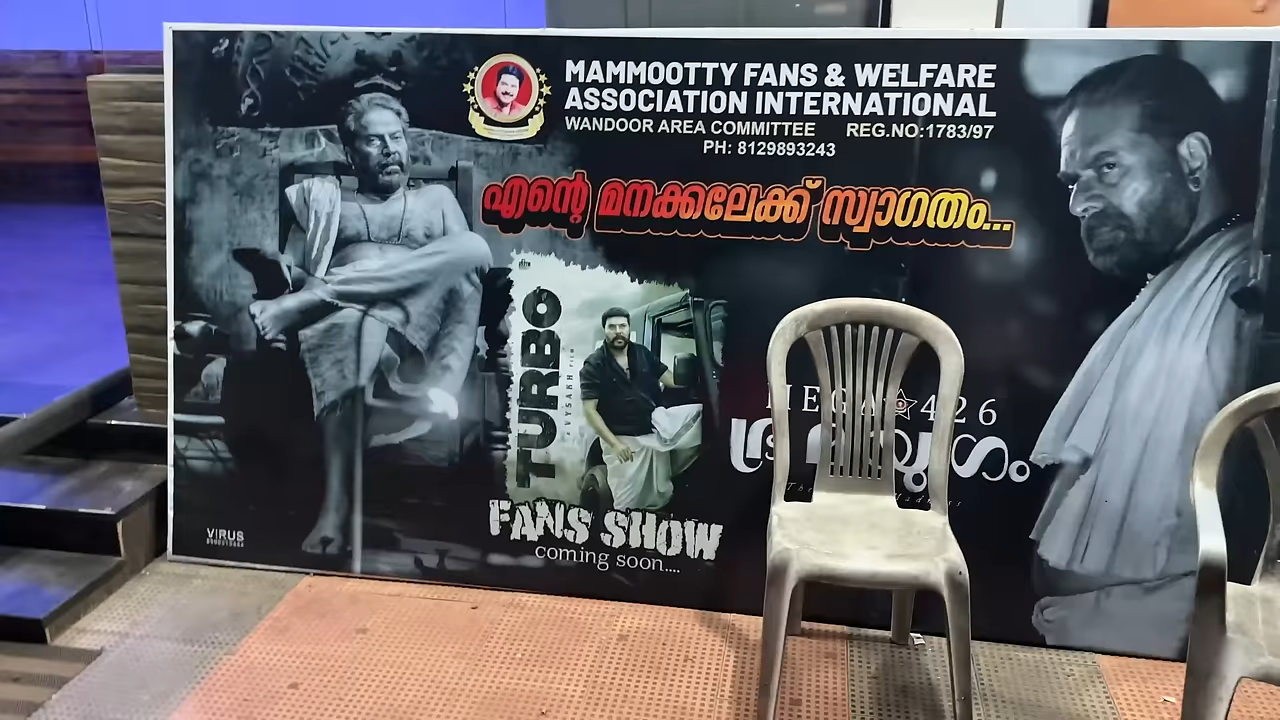 MAMMOOTTY FANS & WELFARE
ASSOCIATION INTERNATIONAL
WANDOOR AREA COMMITTEE REG.NO:1783/97
PH: 8129893243
എന്റെ മനക്കലേക്ക് സ്വാഗതം...
TURBO
A VYSAKH FILM
MEGA 426
FANS SHOW
coming soon....
VIRUS